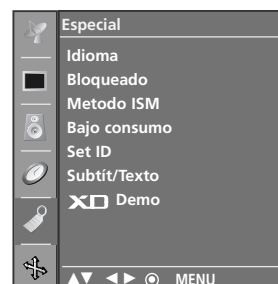 Especial
Idioma
Bloqueado
Metodo ISM
Bajo consumo
Set ID
Subtít/Texto
XD Demo
▲▼ ◄► ◉ MENU